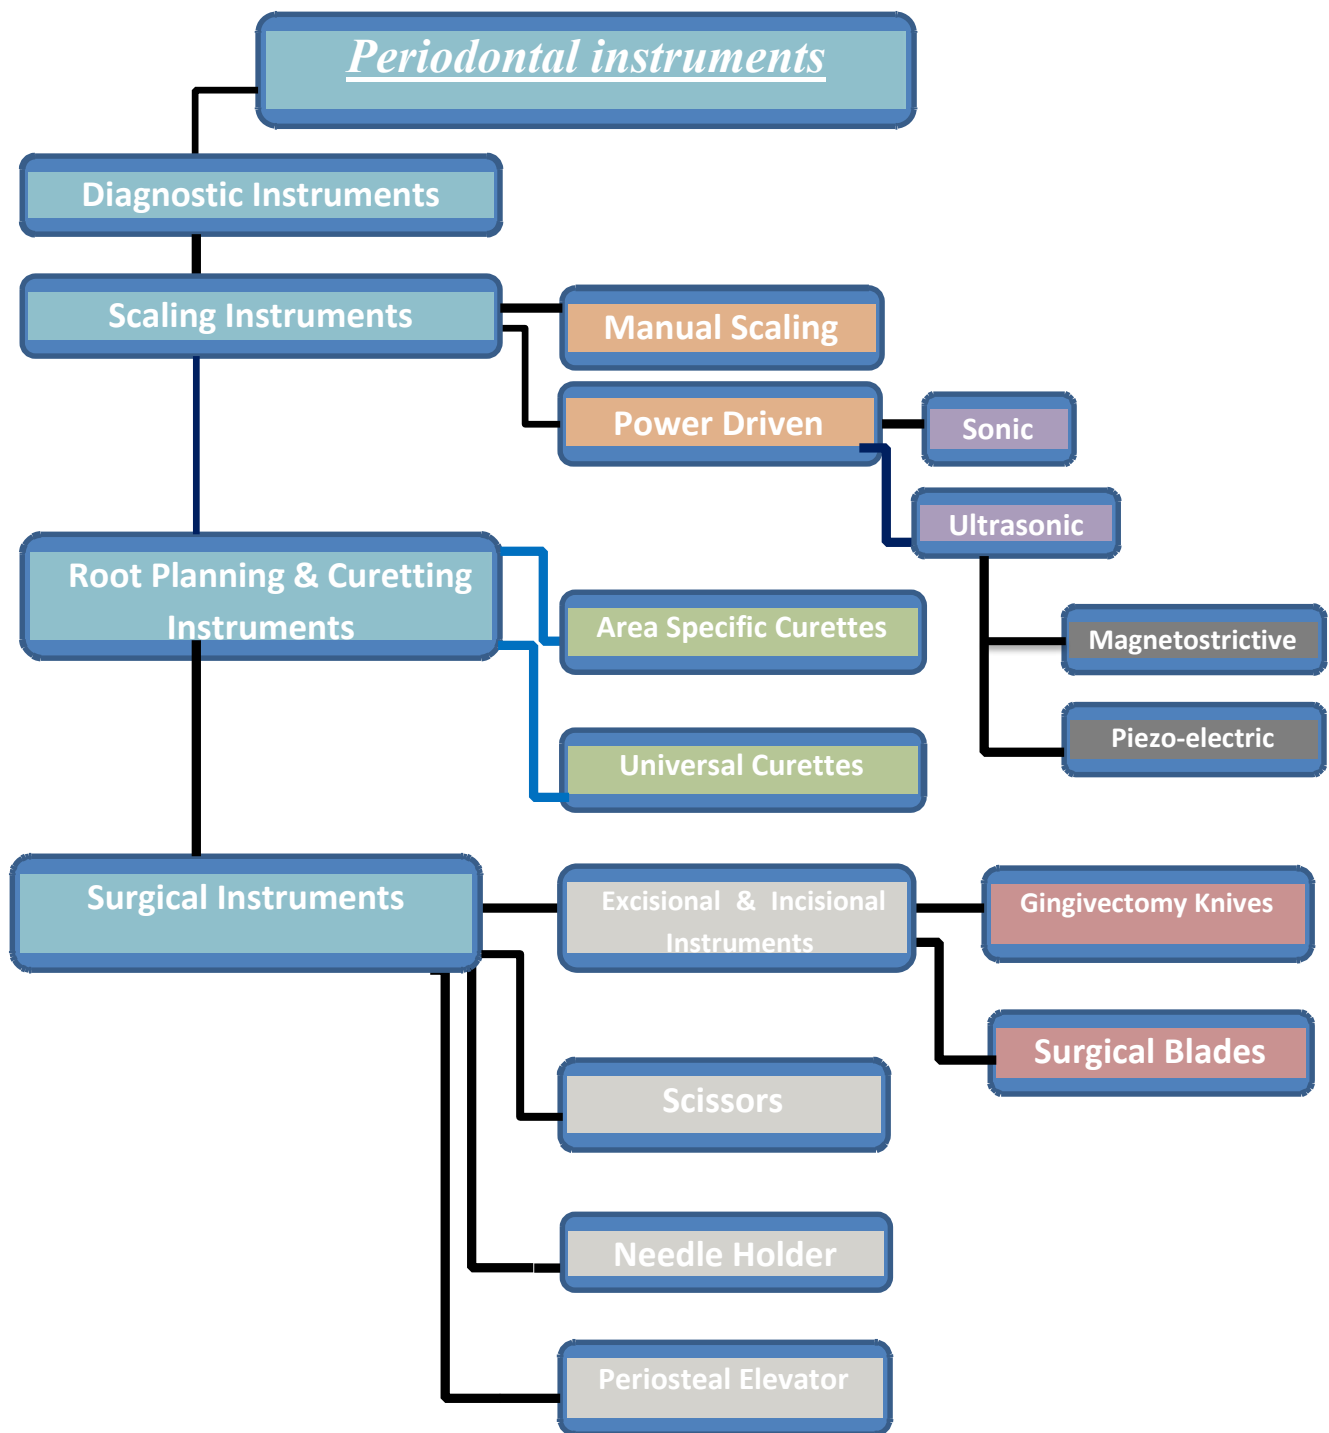 Periodontal instruments
Diagnostic Instruments
Scaling Instruments
Manual Scaling
Power Driven
Sonic
Ultrasonic
Root Planning & Curetting
Instruments
Area Specific Curettes
Magnetostrictive
Piezo-electric
Universal Curettes
Surgical Instruments
Excisional & Incisional
Instruments
Gingivectomy Knives
Surgical Blades
Scissors
Needle Holder
Periosteal Elevator